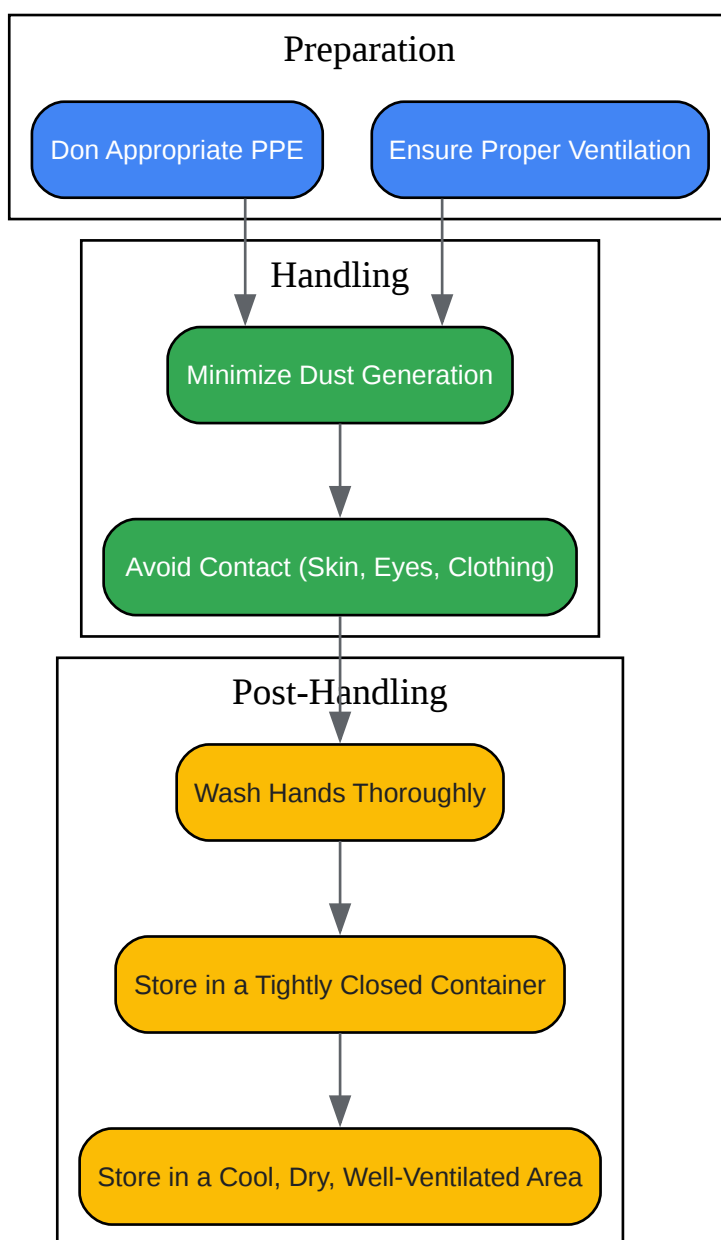 Preparation
Don Appropriate PPE
Ensure Proper Ventilation
Handling
Minimize Dust Generation
Avoid Contact (Skin, Eyes, Clothing)
Post-Handling
Wash Hands Thoroughly
Store in a Tightly Closed Container
Store in a Cool, Dry, Well-Ventilated Area